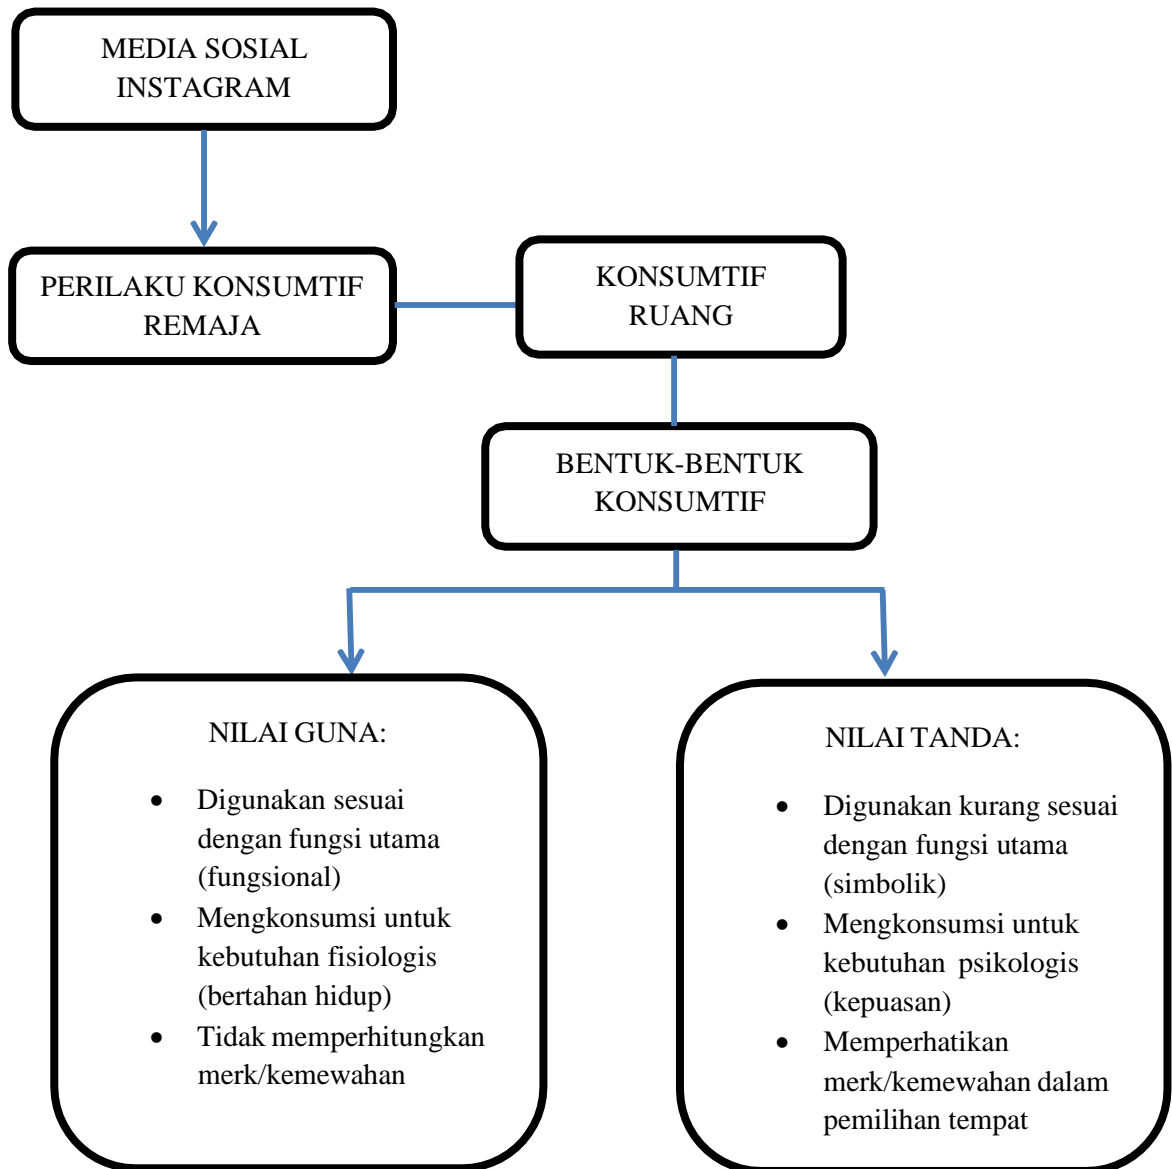 MEDIA SOSIAL
INSTAGRAM
PERILAKU KONSUMTIF
REMAJA
KONSUMTIF
RUANG
BENTUK-BENTUK
KONSUMTIF
NILAI GUNA:
• Digunakan sesuai
dengan fungsi utama
(fungsional)
• Mengkonsumsi untuk
kebutuhan fisiologis
(bertahan hidup)
• Tidak memperhitungkan
merk/kemewahan
NILAI TANDA:
• Digunakan kurang sesuai
dengan fungsi utama
(simbolik)
• Mengkonsumsi untuk
kebutuhan psikologis
(kepuasan)
• Memperhatikan
merk/kemewahan dalam
pemilihan tempat